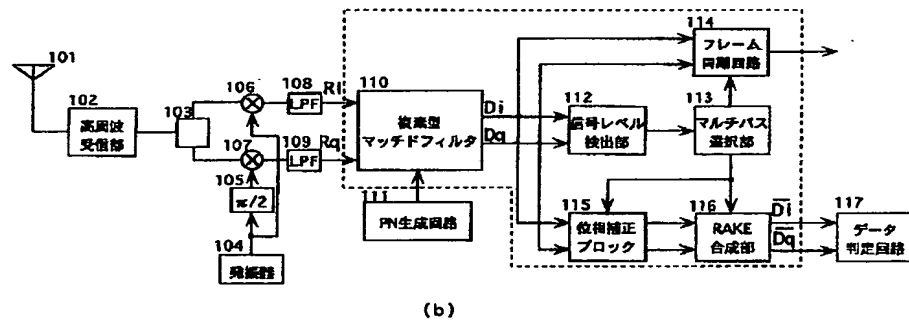 101
102
高周波
受信部
103
106
107
105
π/2
104
発振器
108
LPF
Ri
109
LPF
Rq
110
複素型
マッチドフィルタ
111
PN生成回路
Di
Dq
112
信号レベル
検出部
113
マルチパス
選択部
114
フレーム
同期回路
115
位相補正
ブロック
116
RAKE
合成部
Di
Dq
117
データ
判定回路
(b)